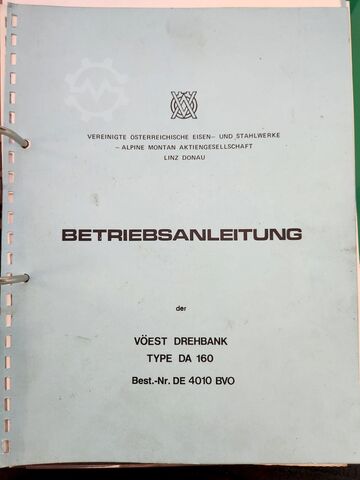 VEREINIGTE ÖSTERREICHISCHE EISEN- UND STAHLWERKE
- ALPINE MONTAN AKTIENGESELLSCHAFT
LINZ DONAU
BETRIEBSANLEITUNG
der
VÖEST DREHBANK
TYPE DA 160
Best.-Nr. DE 4010 BVO